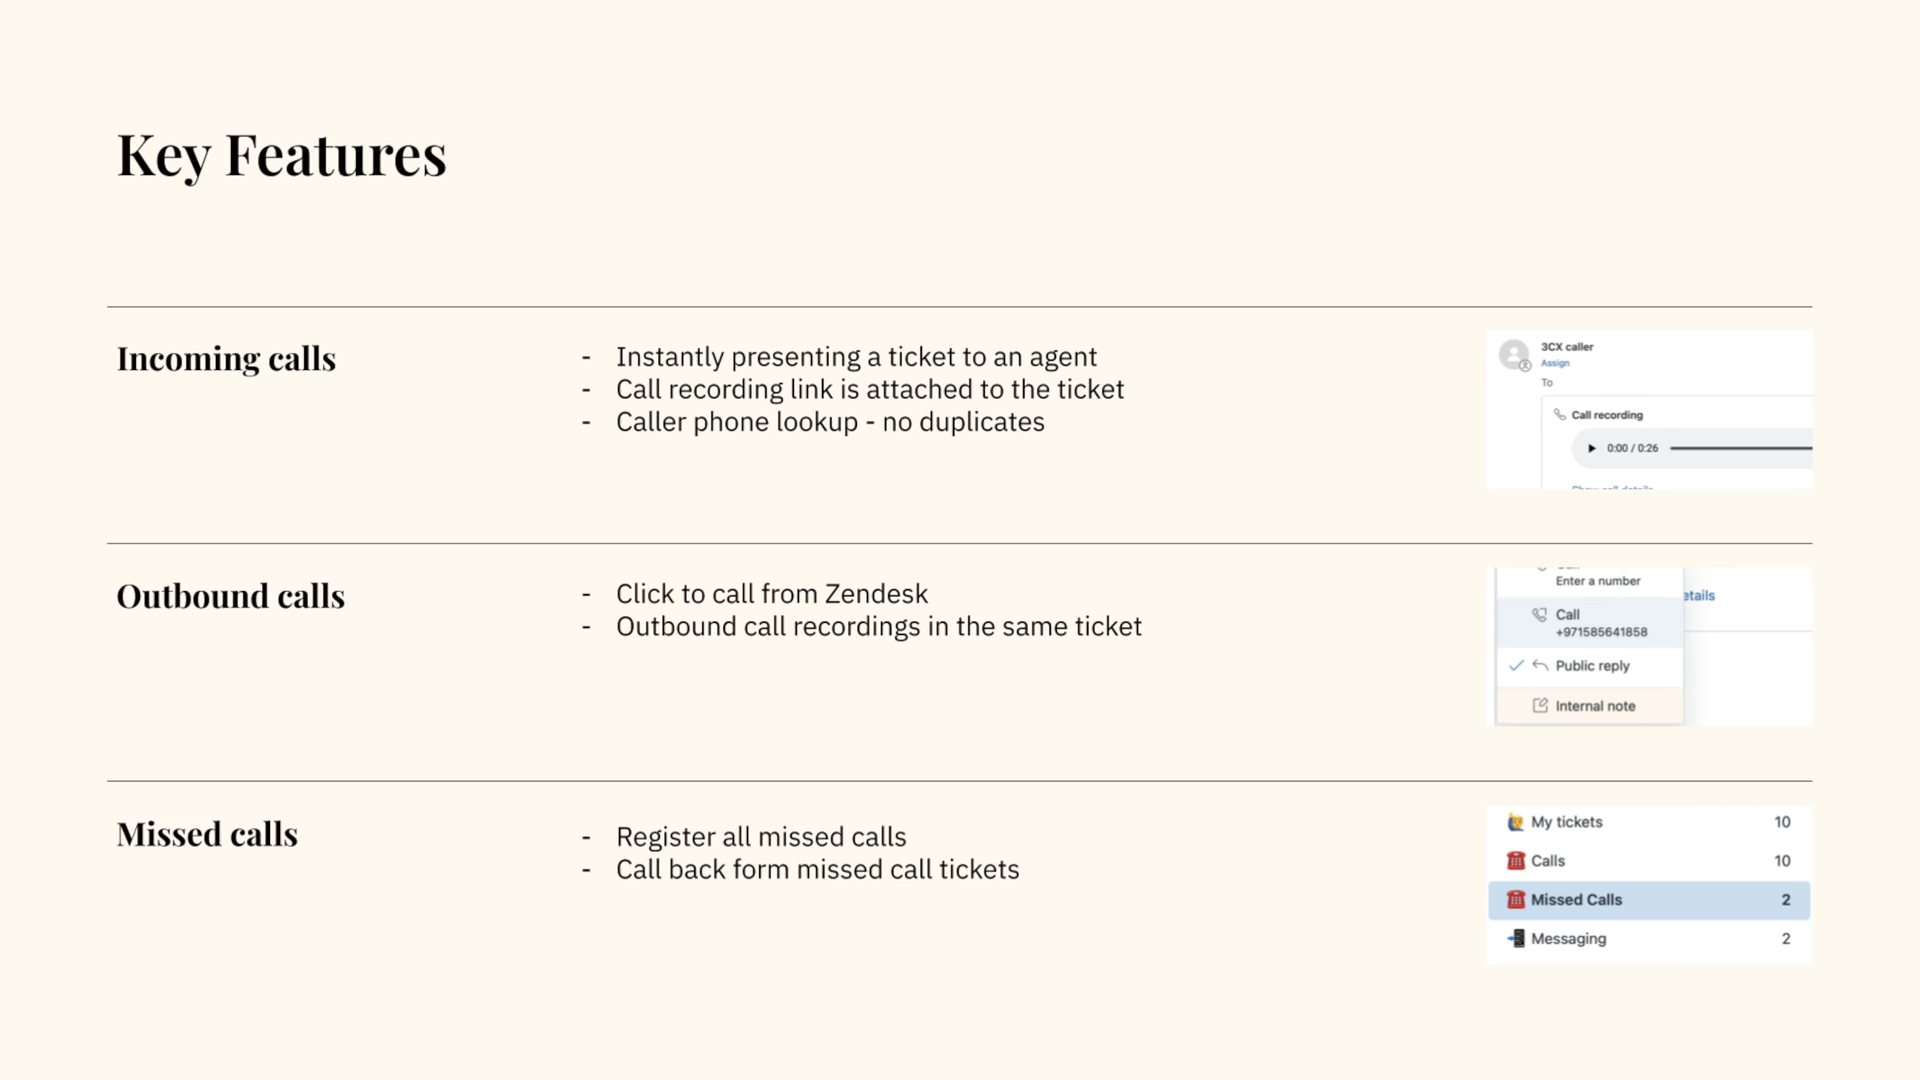 Key Features
Incoming calls
- Instantly presenting a ticket to an agent
- Call recording link is attached to the ticket
- Caller phone lookup - no duplicates
3CX caller
Assign
To
Call recording
0:00 / 0:26
Show call details
Outbound calls
- Click to call from Zendesk
- Outbound call recordings in the same ticket
Enter a number
etails
Call
+971585641858
Public reply
Internal note
Missed calls
- Register all missed calls
- Call back form missed call tickets
My tickets 10
Calls 10
Missed Calls 2
Messaging 2